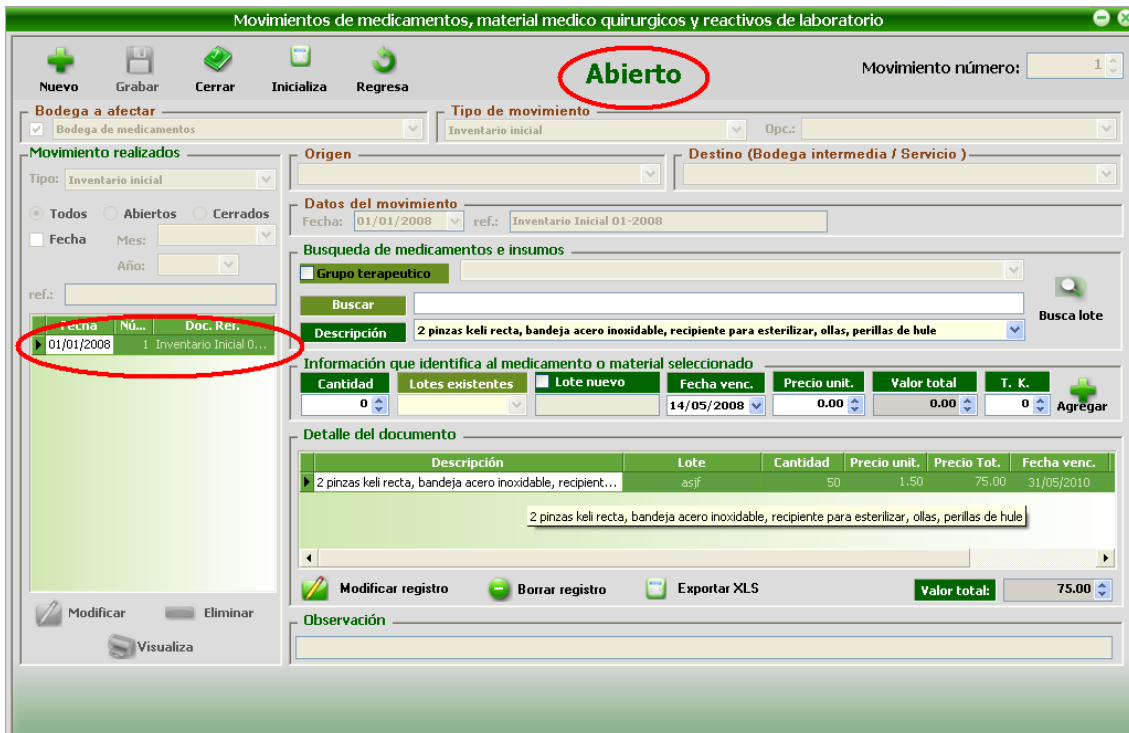 Movimientos de medicamentos, material medico quirurgicos y reactivos de laboratorio
Nuevo Grabar Cerrar Inicializa Regresa
Abierto
Movimiento número: 1
Bodega a afectar
Bodega de medicamentos
Tipo de movimiento
Inventario inicial Opc.:
Movimiento realizados
Tipo: Inventario inicial
Todos Abiertos Cerrados
Fecha Mes:
Año:
ref.:
Fecha Nú... Doc. Ref.
01/01/2008 1 Inventario Inicial 0...
Modificar Eliminar
Visualiza
Origen
Destino (Bodega intermedia / Servicio )
Datos del movimiento
Fecha: 01/01/2008 ref.: Inventario Inicial 01-2008
Busqueda de medicamentos e insumos
Grupo terapeutico
Buscar
Descripción 2 pinzas keli recta, bandeja acero inoxidable, recipiente para esterilizar, ollas, perillas de hule
Busca lote
Información que identifica al medicamento o material seleccionado
Cantidad Lotes existentes Lote nuevo Fecha venc. Precio unit. Valor total T. K.
0 14/05/2008 0.00 0.00 0 Agregar
Detalle del documento
Descripción Lote Cantidad Precio unit. Precio Tot. Fecha venc.
2 pinzas keli recta, bandeja acero inoxidable, recipient... asjf 50 1.50 75.00 31/05/2010
2 pinzas keli recta, bandeja acero inoxidable, recipiente para esterilizar, ollas, perillas de hule
Modificar registro Borrar registro Exportar XLS Valor total: 75.00
Observación